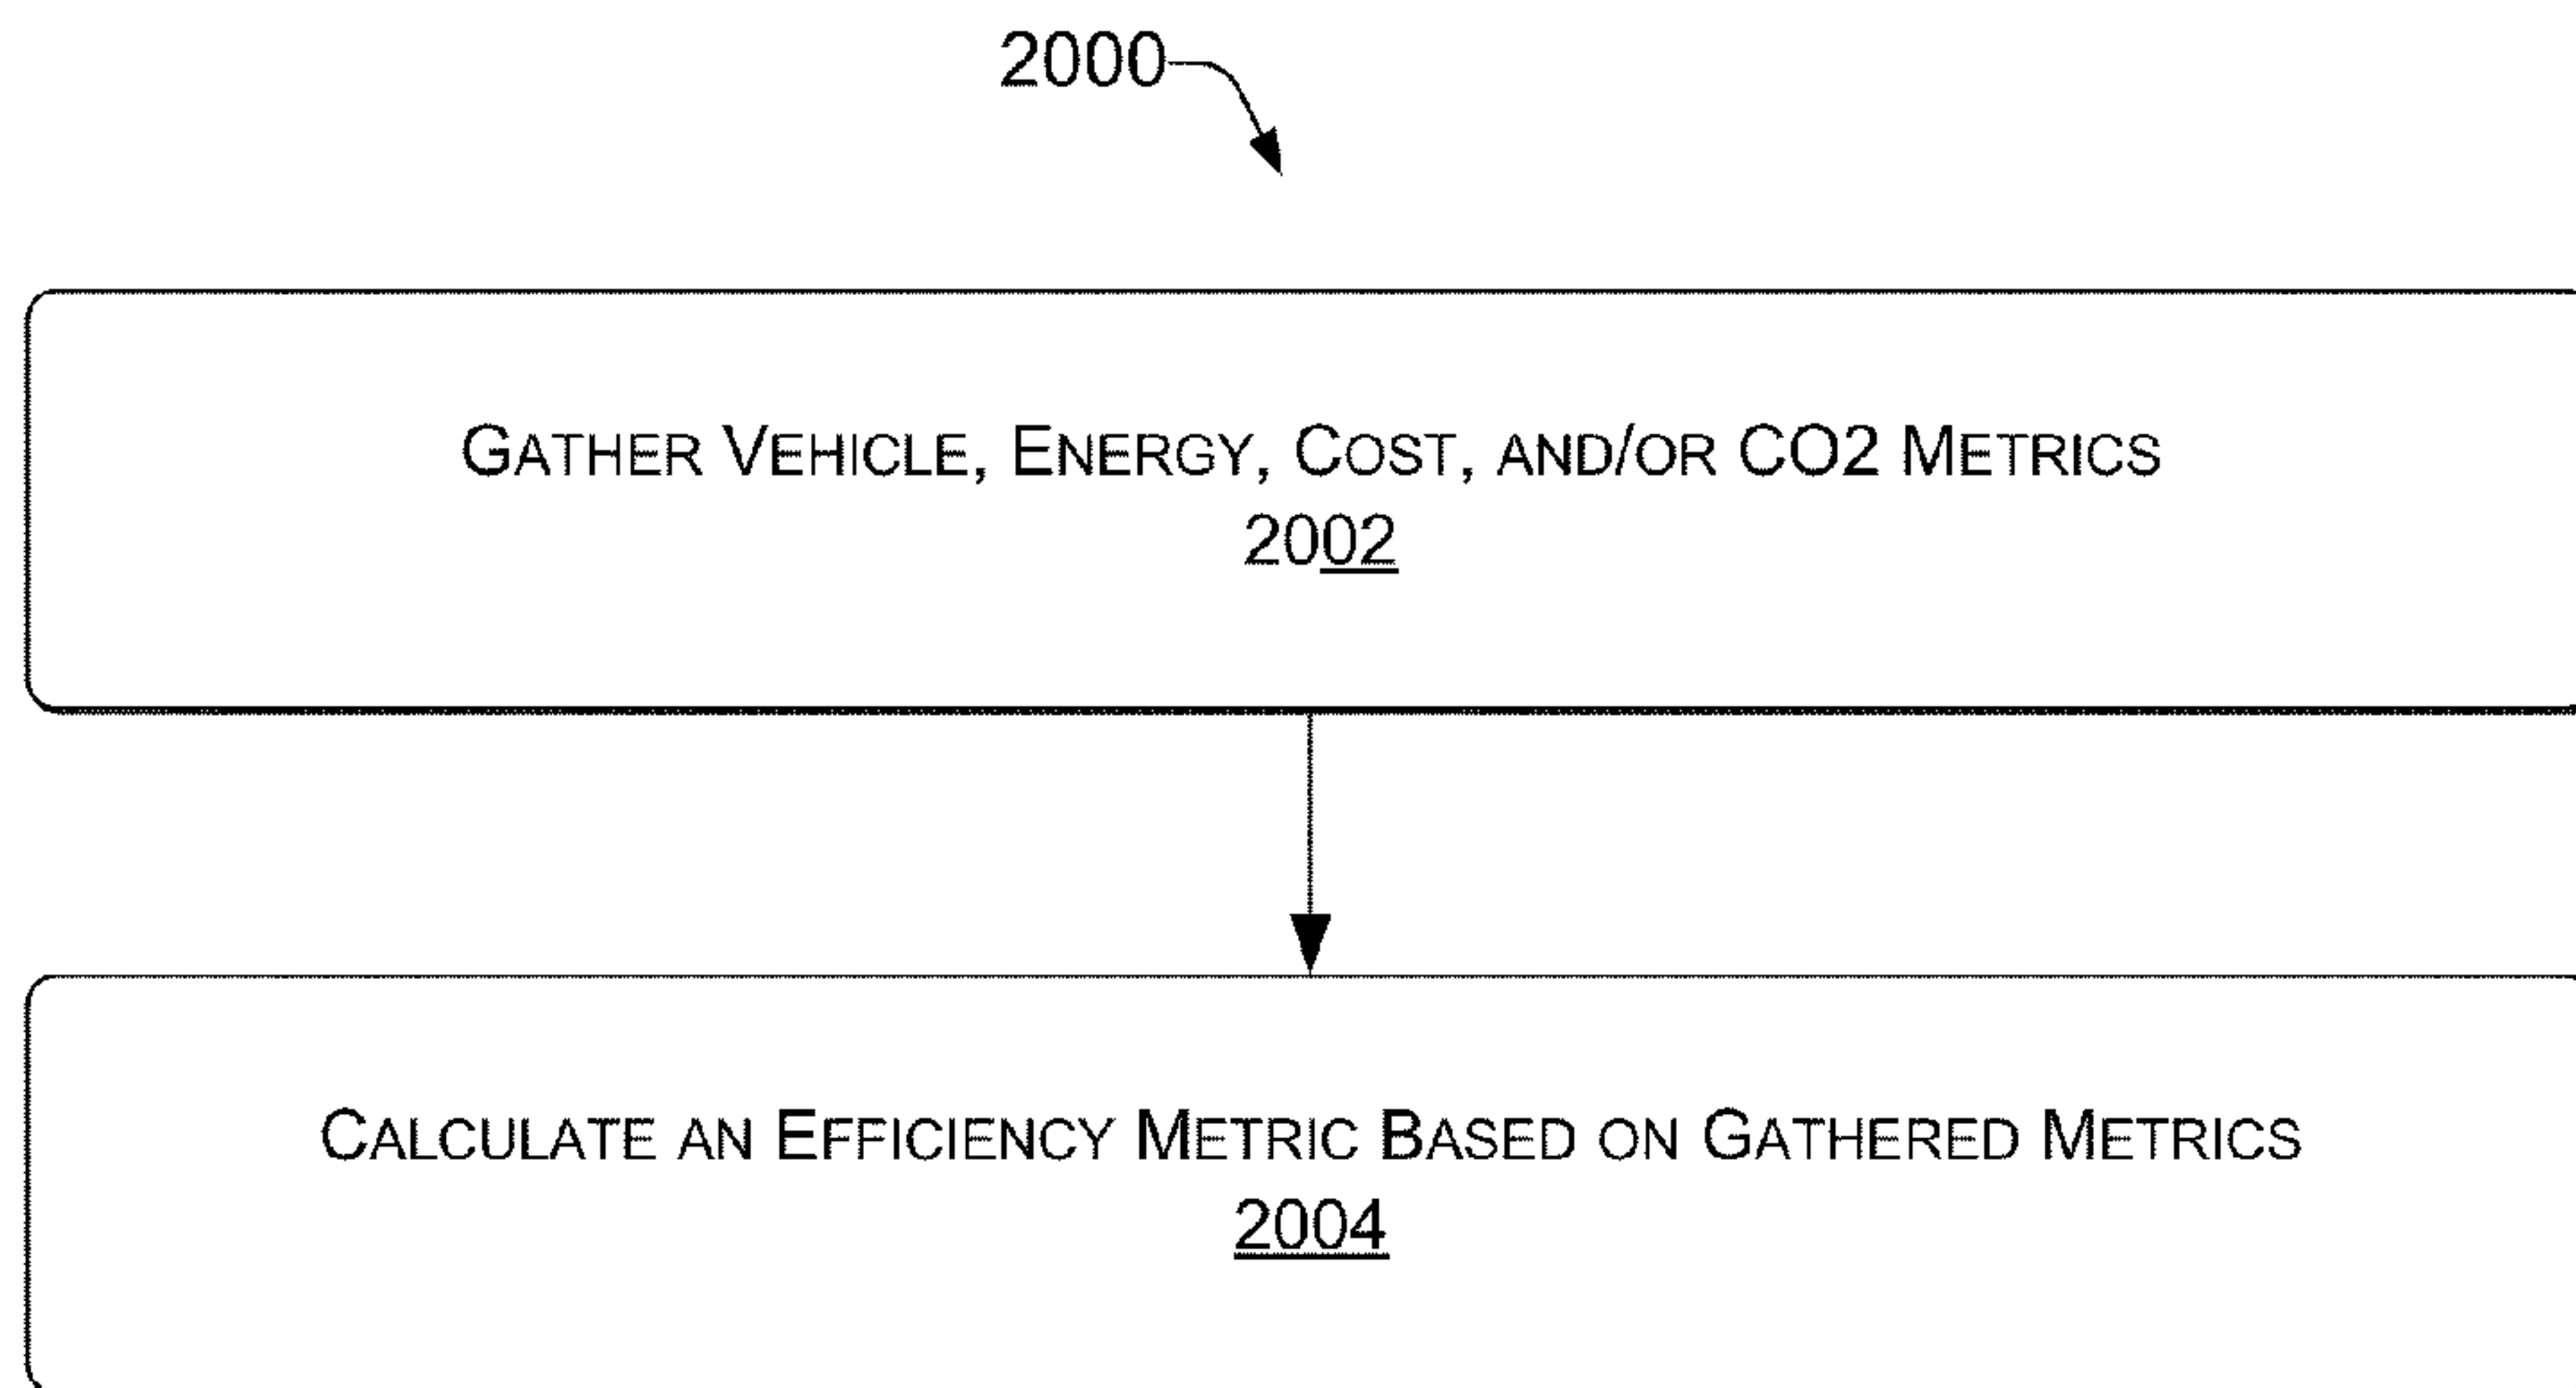 2000
GATHER VEHICLE, ENERGY, COST, AND/OR CO2 METRICS
2002
CALCULATE AN EFFICIENCY METRIC BASED ON GATHERED METRICS
2004